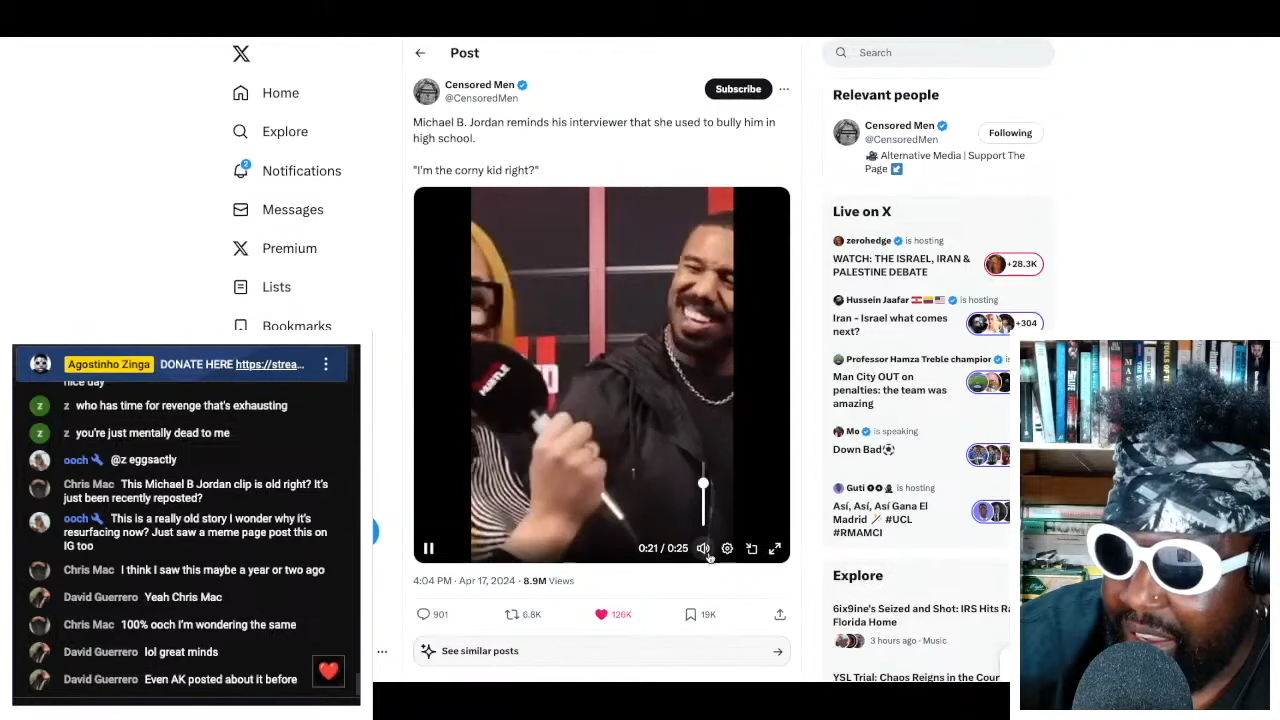 Home
Explore
2
Notifications
Messages
Premium
Lists
Bookmarks
Post
Censored Men
@CensoredMen
Subscribe
Michael B. Jordan reminds his interviewer that she used to bully him in
high school.
"I'm the corny kid right?"
0:21 / 0:25
4:04 PM · Apr 17, 2024 · 8.9M Views
901
6.8K
126K
19K
See similar posts
Search
Relevant people
Censored Men
@CensoredMen
Following
Alternative Media | Support The
Page
Live on X
zerohedge is hosting
WATCH: THE ISRAEL, IRAN &
PALESTINE DEBATE
+28.3K
Hussein Jaafar is hosting
Iran - Israel what comes
next?
+304
Professor Hamza Treble champion is
Man City OUT on
penalties: the team was
amazing
Mo is speaking
Down Bad
Guti is hosting
Así, Así, Así Gana El
Madrid #UCL
#RMAMCI
Explore
6ix9ine's Seized and Shot: IRS Hits Ra
Florida Home
3 hours ago · Music
YSL Trial: Chaos Reigns in the Cour
Agostinho Zinga DONATE HERE https://strea...
nice day
z who has time for revenge that's exhausting
z you're just mentally dead to me
ooch @z eggsactly
Chris Mac This Michael B Jordan clip is old right? It's
just been recently reposted?
ooch This is a really old story I wonder why it's
resurfacing now? Just saw a meme page post this on
IG too
Chris Mac I think I saw this maybe a year or two ago
David Guerrero Yeah Chris Mac
Chris Mac 100% ooch I'm wondering the same
David Guerrero lol great minds
David Guerrero Even AK posted about it before